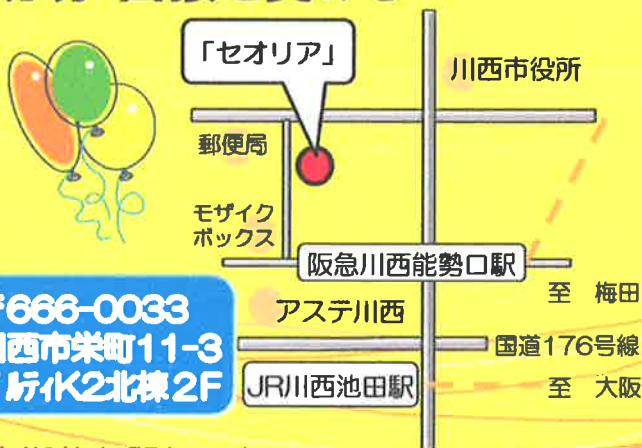 「セオリア」
川西市役所
郵便局
モザイク
ボックス
阪急川西能勢口駅
至 梅田
アステ川西
〒666-0033
川西市栄町11-3
ルティK2北棟2F
国道176号線
JR川西池田駅
至 大阪